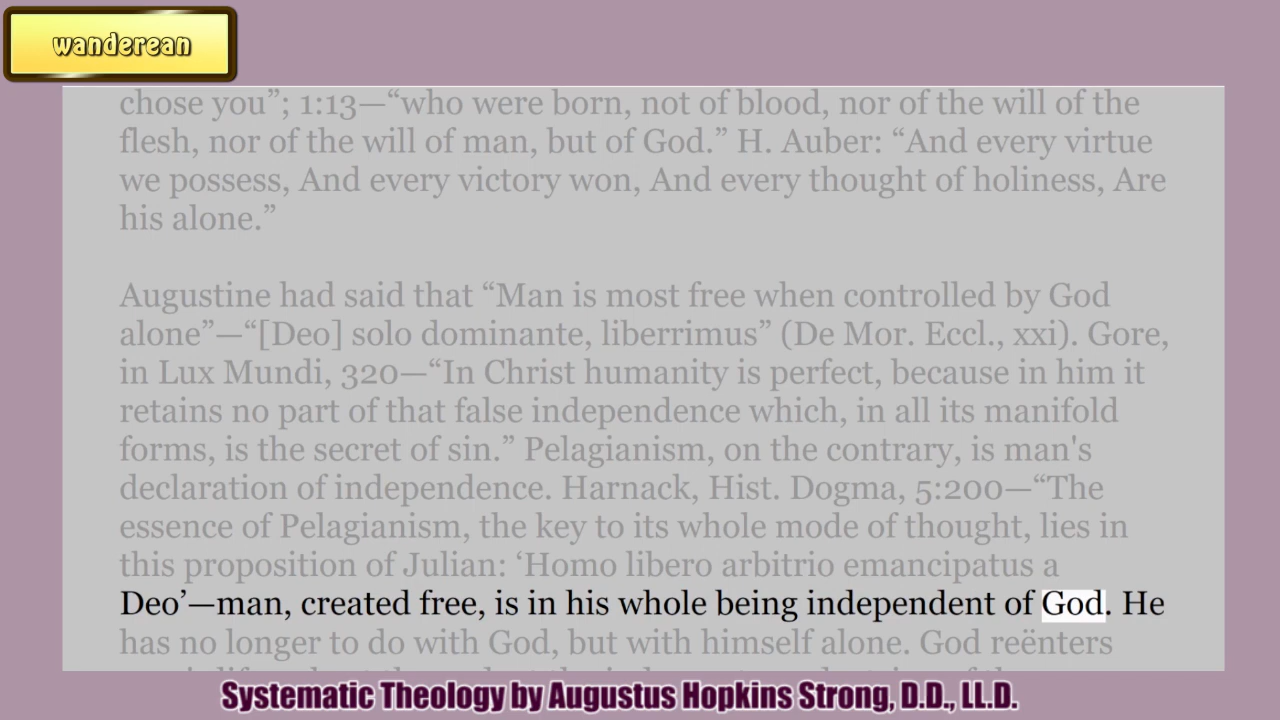 wanderean
chose you”; 1:13—“who were born, not of blood, nor of the will of the
flesh, nor of the will of man, but of God.” H. Auber: “And every virtue
we possess, And every victory won, And every thought of holiness, Are
his alone.”
Augustine had said that “Man is most free when controlled by God
alone”—“[Deo] solo dominante, liberrimus” (De Mor. Eccl., xxi). Gore,
in Lux Mundi, 320—“In Christ humanity is perfect, because in him it
retains no part of that false independence which, in all its manifold
forms, is the secret of sin.” Pelagianism, on the contrary, is man's
declaration of independence. Harnack, Hist. Dogma, 5:200—“The
essence of Pelagianism, the key to its whole mode of thought, lies in
this proposition of Julian: ‘Homo libero arbitrio emancipatus a
Deo’—man, created free, is in his whole being independent of God. He
has no longer to do with God, but with himself alone. God reënters
Systematic Theology by Augustus Hopkins Strong, D.D., LL.D.